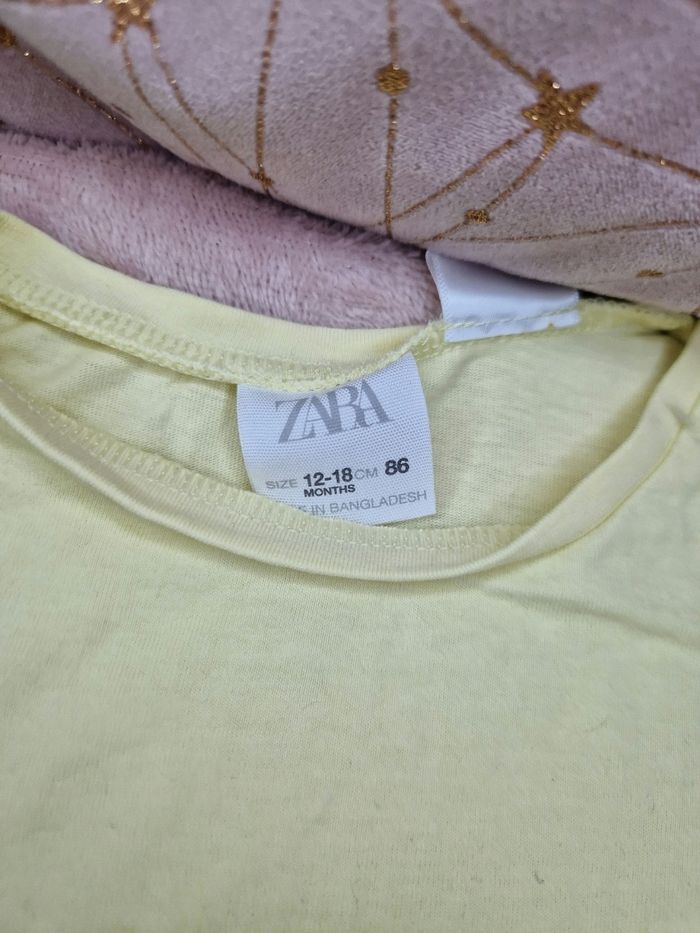 ZARA
SIZE 12-18 CM 86
MONTHS
IN BANGLADESH